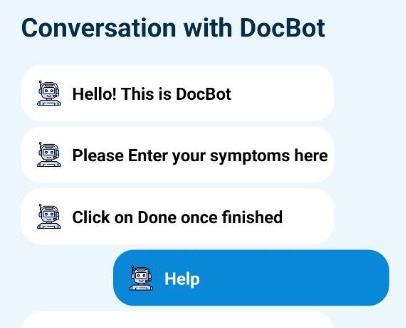 Conversation with DocBot
Hello! This is DocBot
Please Enter your symptoms here
Click on Done once finished
Help